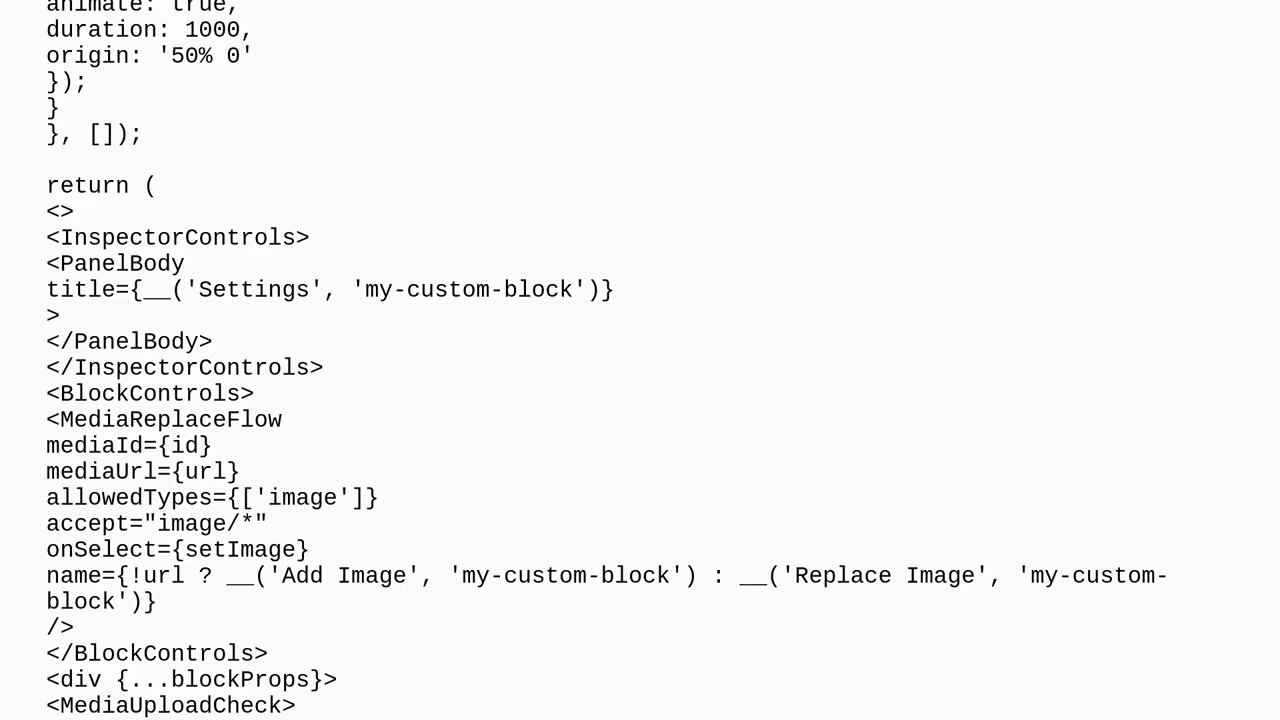 animate: true,
duration: 1000,
origin: '50% 0'
});
}
}, []);
return (
<>
<InspectorControls>
<PanelBody
title={__('Settings', 'my-custom-block')}
>
</PanelBody>
</InspectorControls>
<BlockControls>
<MediaReplaceFlow
mediaId={id}
mediaUrl={url}
allowedTypes={['image']}
accept="image/*"
onSelect={setImage}
name={!url ? __('Add Image', 'my-custom-block') : __('Replace Image', 'my-custom-
block')}
/>
</BlockControls>
<div {...blockProps}>
<MediaUploadCheck>